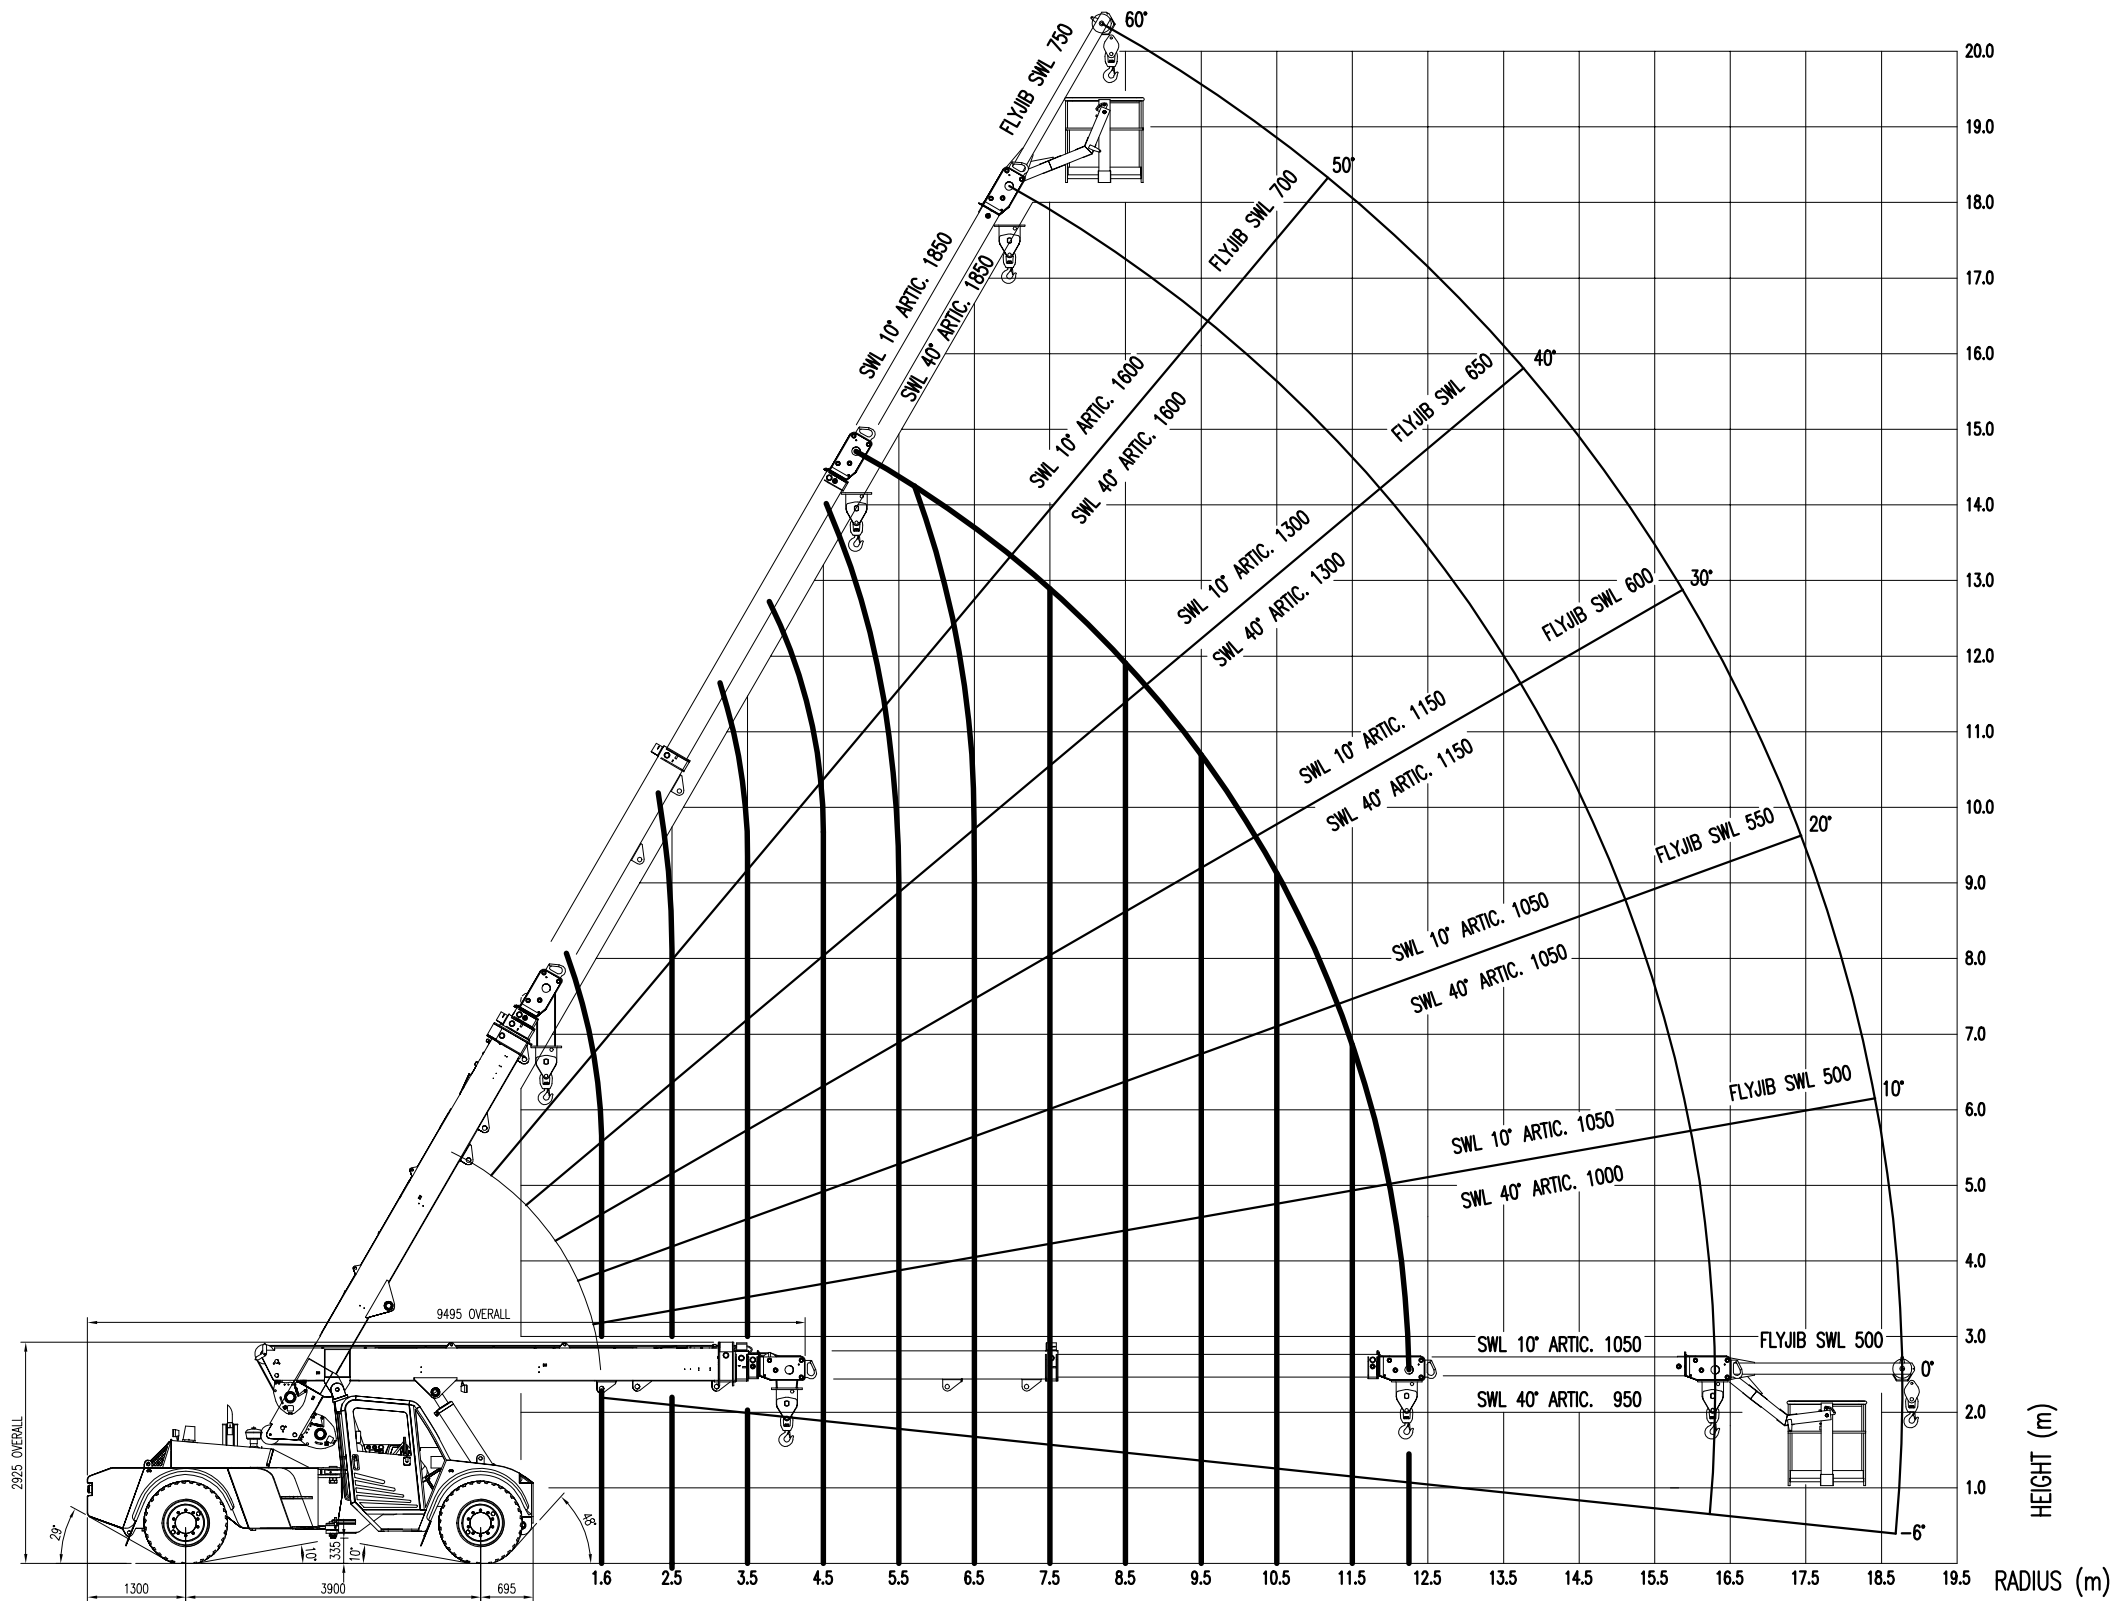 60°
FLYJIB SWL 750
20.0
19.0
50°
FLYJIB SWL 700
18.0
SWL 10° ARTIC. 1850
SWL 40° ARTIC. 1850
17.0
16.0
40°
FLYJIB SWL 650
SWL 10° ARTIC. 1600
SWL 40° ARTIC. 1600
15.0
14.0
SWL 10° ARTIC. 1300
SWL 40° ARTIC. 1300
13.0
30°
FLYJIB SWL 600
12.0
SWL 10° ARTIC. 1150
SWL 40° ARTIC. 1150
11.0
10.0
20°
FLYJIB SWL 550
9.0
SWL 10° ARTIC. 1050
SWL 40° ARTIC. 1050
8.0
7.0
FLYJIB SWL 500
10°
6.0
SWL 10° ARTIC. 1050
SWL 40° ARTIC. 1000
5.0
4.0
9495 OVERALL
3.0
SWL 10° ARTIC. 1050
FLYJIB SWL 500
0°
SWL 40° ARTIC. 950
2.0
HEIGHT (m)
2925 OVERALL
1.0
-6°
29°
10°
335
10°
48°
1300
3900
695
1.6 2.5 3.5 4.5 5.5 6.5 7.5 8.5 9.5 10.5 11.5 12.5 13.5 14.5 15.5 16.5 17.5 18.5 19.5 RADIUS (m)